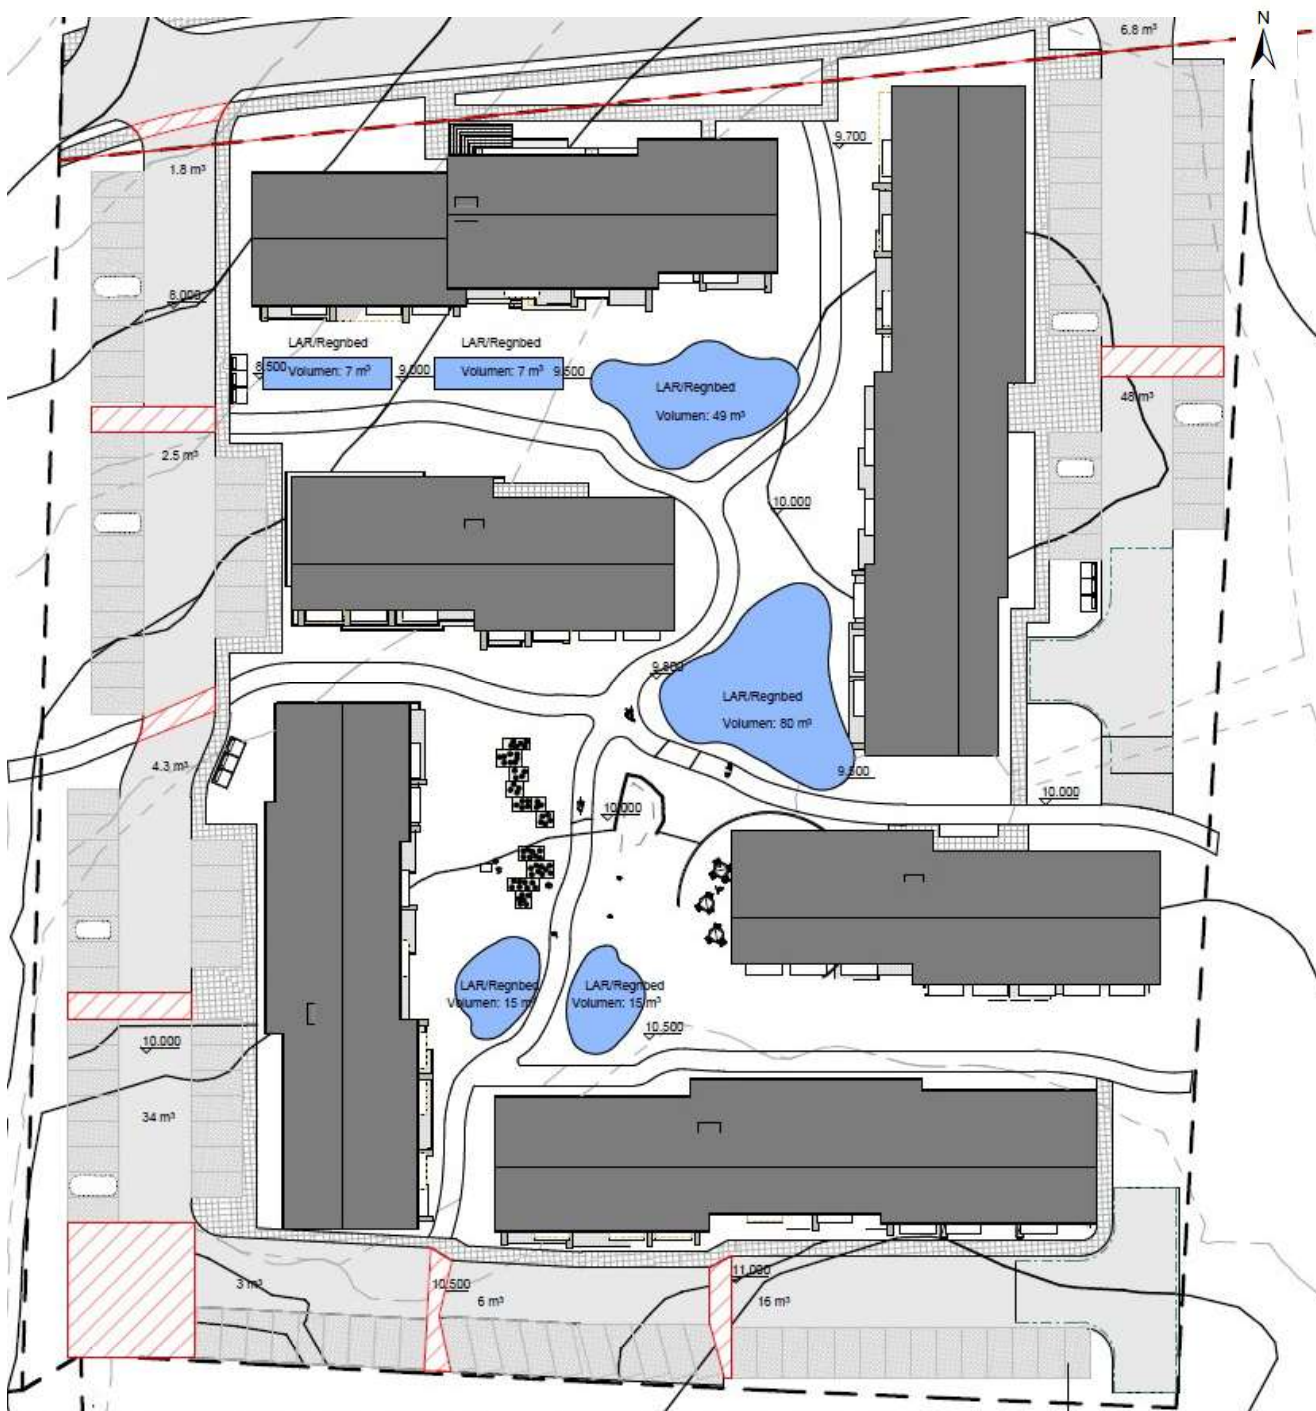 N
6.8 m³
9.700
1.8 m³
8.000
LAR/Regnbed
Volumen: 7 m³
LAR/Regnbed
Volumen: 7 m³
8.500
9.000
9.500
LAR/Regnbed
Volumen: 49 m³
48 m³
2.5 m³
10.000
9.800
LAR/Regnbed
Volumen: 80 m³
4.3 m³
9.500
10.000
10.000
LAR/Regnbed
Volumen: 15 m³
LAR/Regnbed
Volumen: 15 m³
10.500
10.000
34 m³
3 m³
10.500
6 m³
11.000
16 m³